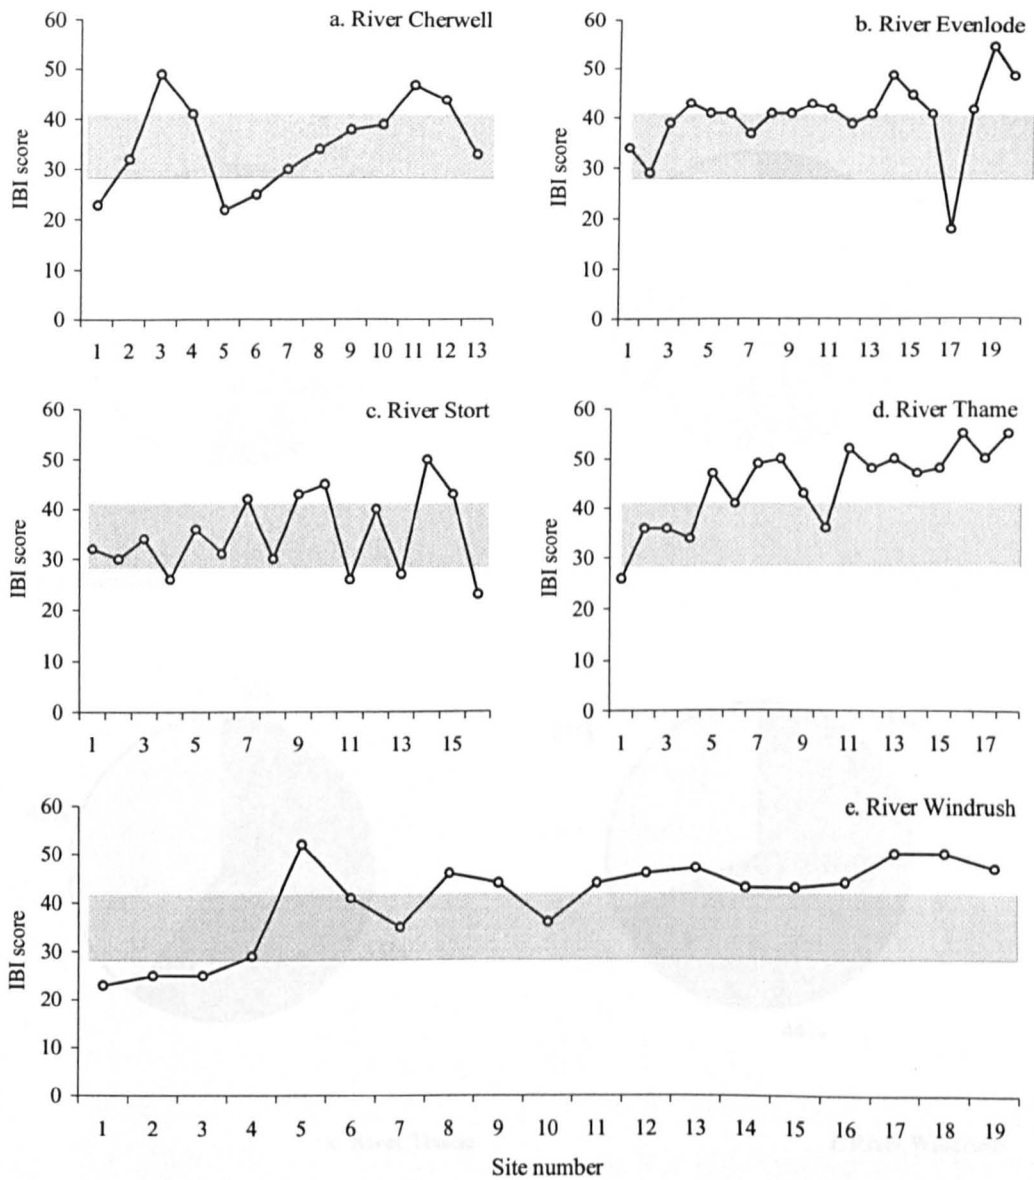 a. River Cherwell
60
50
40
30
20
10
0
IBI score
1 2 3 4 5 6 7 8 9 10 11 12 13
b. River Evenlode
60
50
40
30
20
10
0
IBI score
1 3 5 7 9 11 13 15 17 19
c. River Stort
60
50
40
30
20
10
0
IBI score
1 3 5 7 9 11 13 15
d. River Thame
60
50
40
30
20
10
0
IBI score
1 3 5 7 9 11 13 15 17
e. River Windrush
60
50
40
30
20
10
0
IBI score
1 2 3 4 5 6 7 8 9 10 11 12 13 14 15 16 17 18 19
Site number